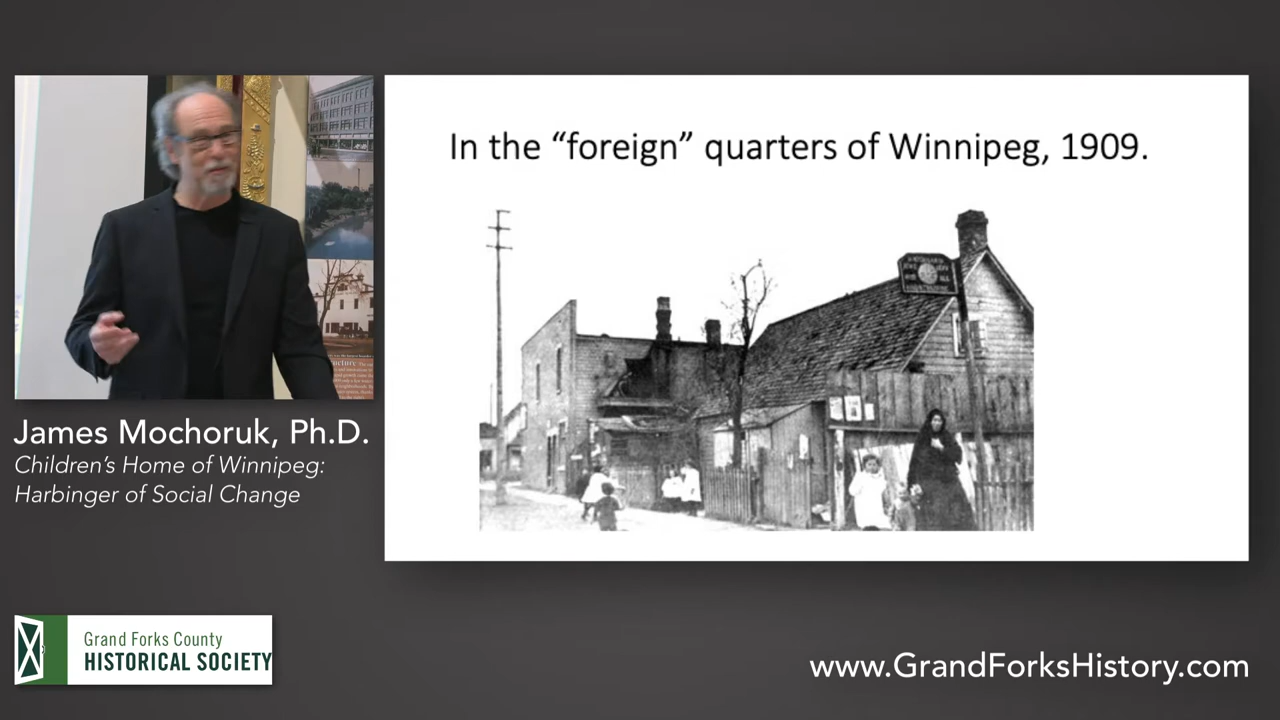 In the “foreign” quarters of Winnipeg, 1909.
James Mochoruk, Ph.D.
Children’s Home of Winnipeg:
Harbinger of Social Change
Grand Forks County
HISTORICAL SOCIETY
www.GrandForksHistory.com